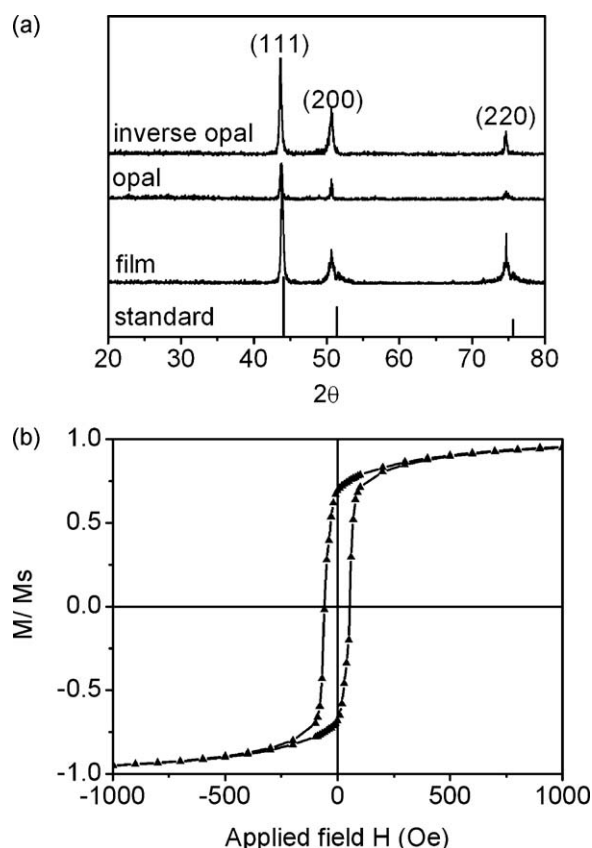 (a)
(111)
(200)
(220)
inverse opal
opal
film
standard
20 30 40 50 60 70 80
2θ
(b)
1.0
0.5
0.0
-0.5
-1.0
M/ Ms
-1000 -500 0 500 1000
Applied field H (Oe)